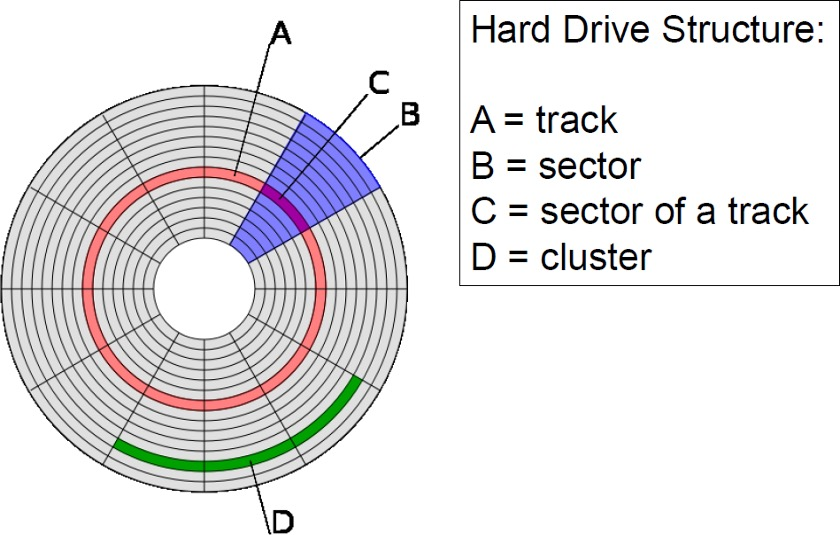 A
C
B
D
Hard Drive Structure:
A = track
B = sector
C = sector of a track
D = cluster